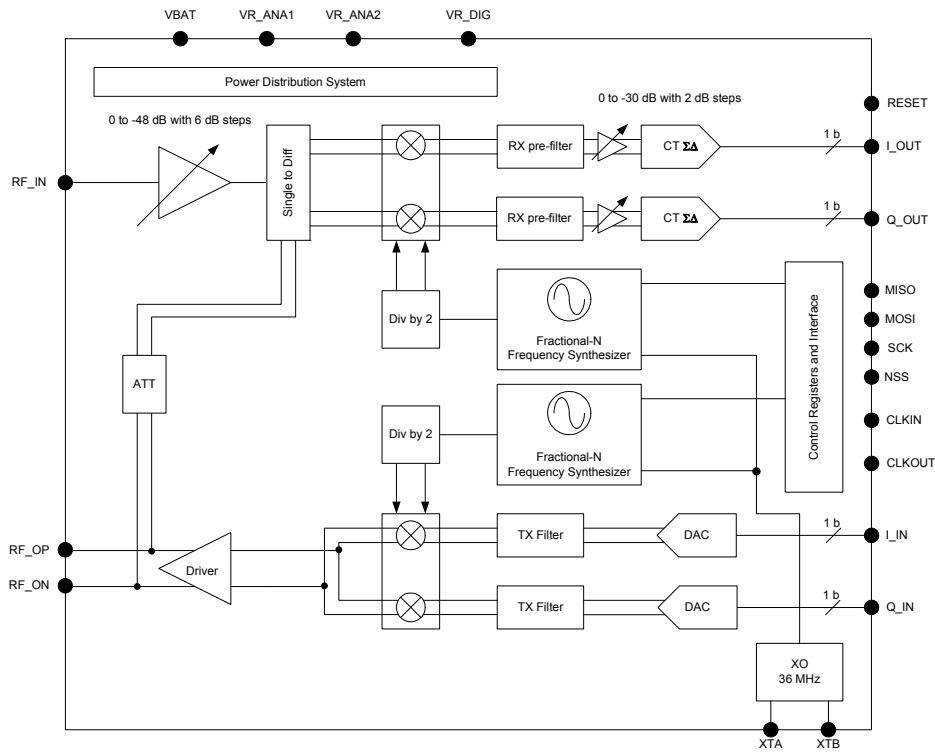 VBAT
VR_ANA1
VR_ANA2
VR_DIG
Power Distribution System
RESET
0 to -48 dB with 6 dB steps
0 to -30 dB with 2 dB steps
RF_IN
Single to Diff
RX pre-filter
CT ΣΔ
1 b
I_OUT
RX pre-filter
CT ΣΔ
1 b
Q_OUT
Div by 2
Fractional-N
Frequency Synthesizer
Control Registers and Interface
MISO
MOSI
SCK
NSS
ATT
Div by 2
Fractional-N
Frequency Synthesizer
CLKIN
CLKOUT
RF_OP
RF_ON
Driver
TX Filter
DAC
1 b
I_IN
TX Filter
DAC
1 b
Q_IN
XO
36 MHz
XTA
XTB